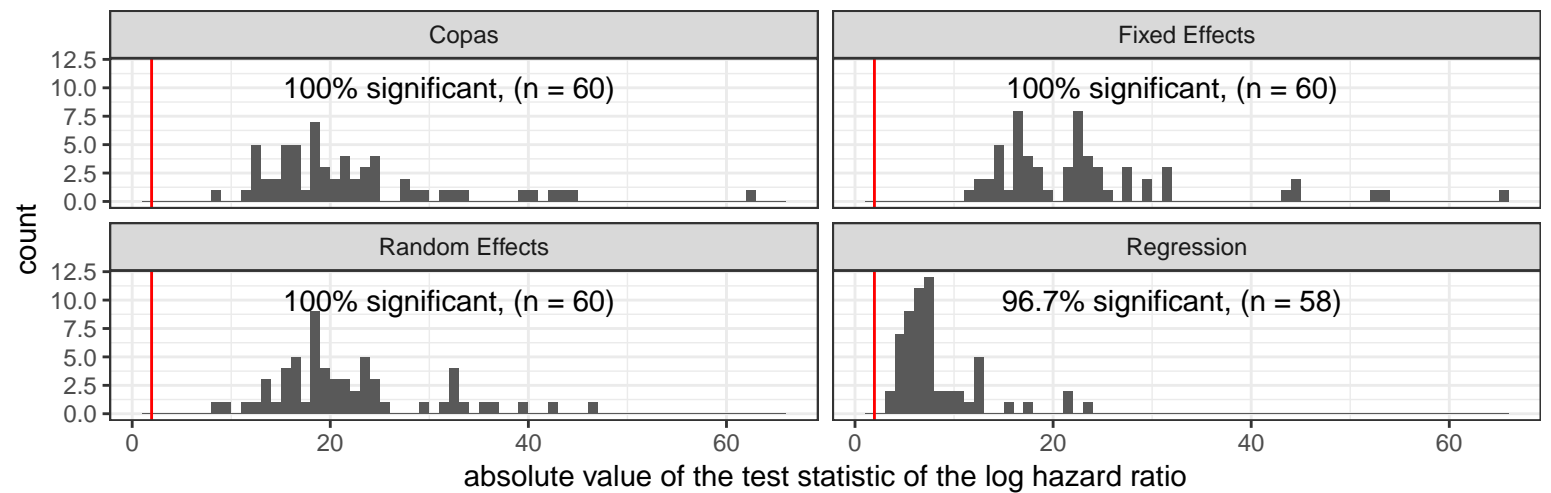 Copas
Fixed Effects
12.5
10.0
7.5
5.0
2.5
0.0
100% significant, (n = 60)
100% significant, (n = 60)
Random Effects
Regression
12.5
10.0
7.5
5.0
2.5
0.0
100% significant, (n = 60)
96.7% significant, (n = 58)
count
0 20 40 60
0 20 40 60
absolute value of the test statistic of the log hazard ratio